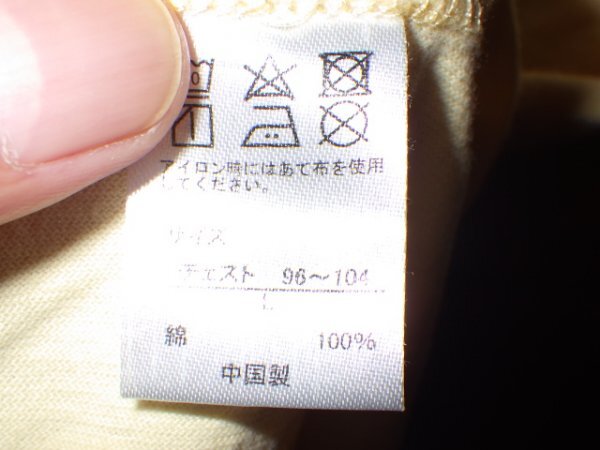 アイロン時にはあて布を使用
してください。
サイズ
チェスト 96～104
L
綿 100%
中国製